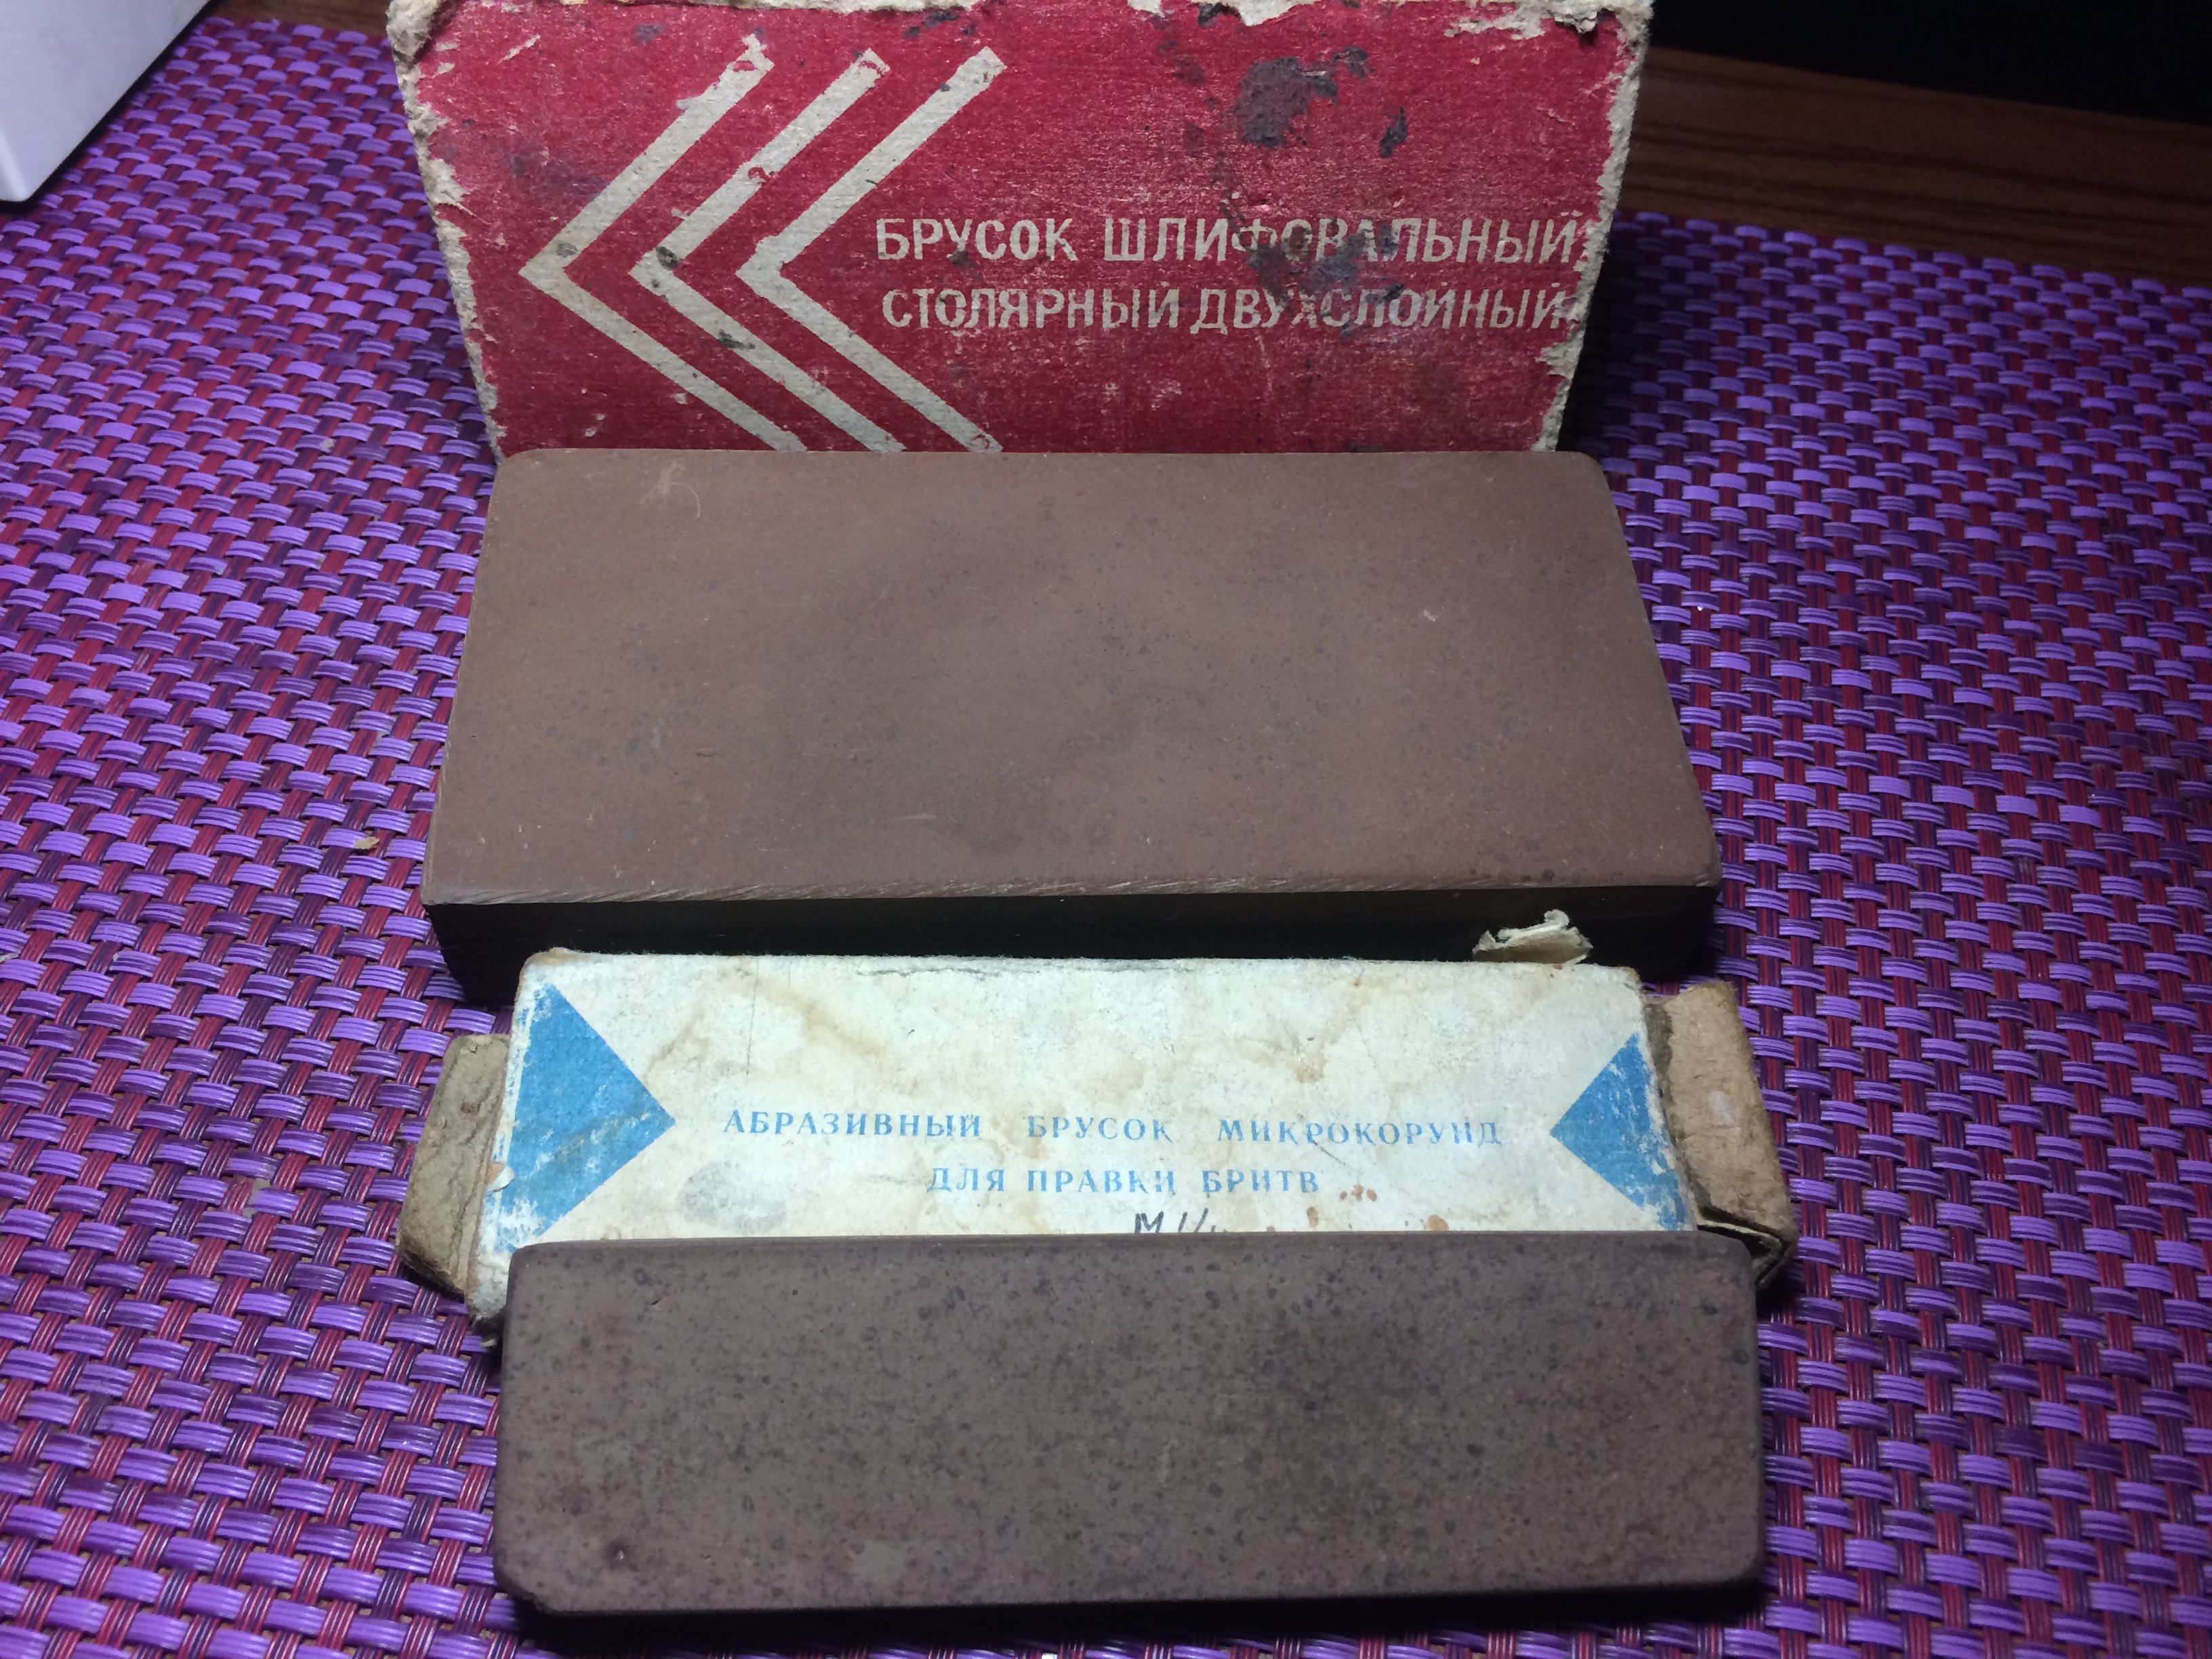 БРУСОК ШЛИФОВАЛЬНЫЙ
СТОЛЯРНЫЙ ДВУХСЛОЙНЫЙ
АБРАЗИВНЫЙ БРУСОК МИКРОКОРУНД
ДЛЯ ПРАВКИ БРИТВ